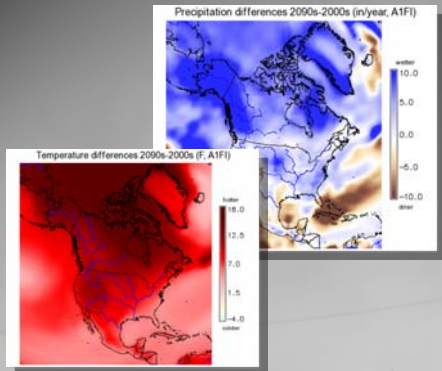 Precipitation differences 2090s-2000s (in/year, A1FI)
wetter
10.0
5.0
0.0
-5.0
-10.0
drier
Temperature differences 2090s-2000s (F, A1FI)
hotter
18.0
12.5
7.0
1.5
-4.0
colder